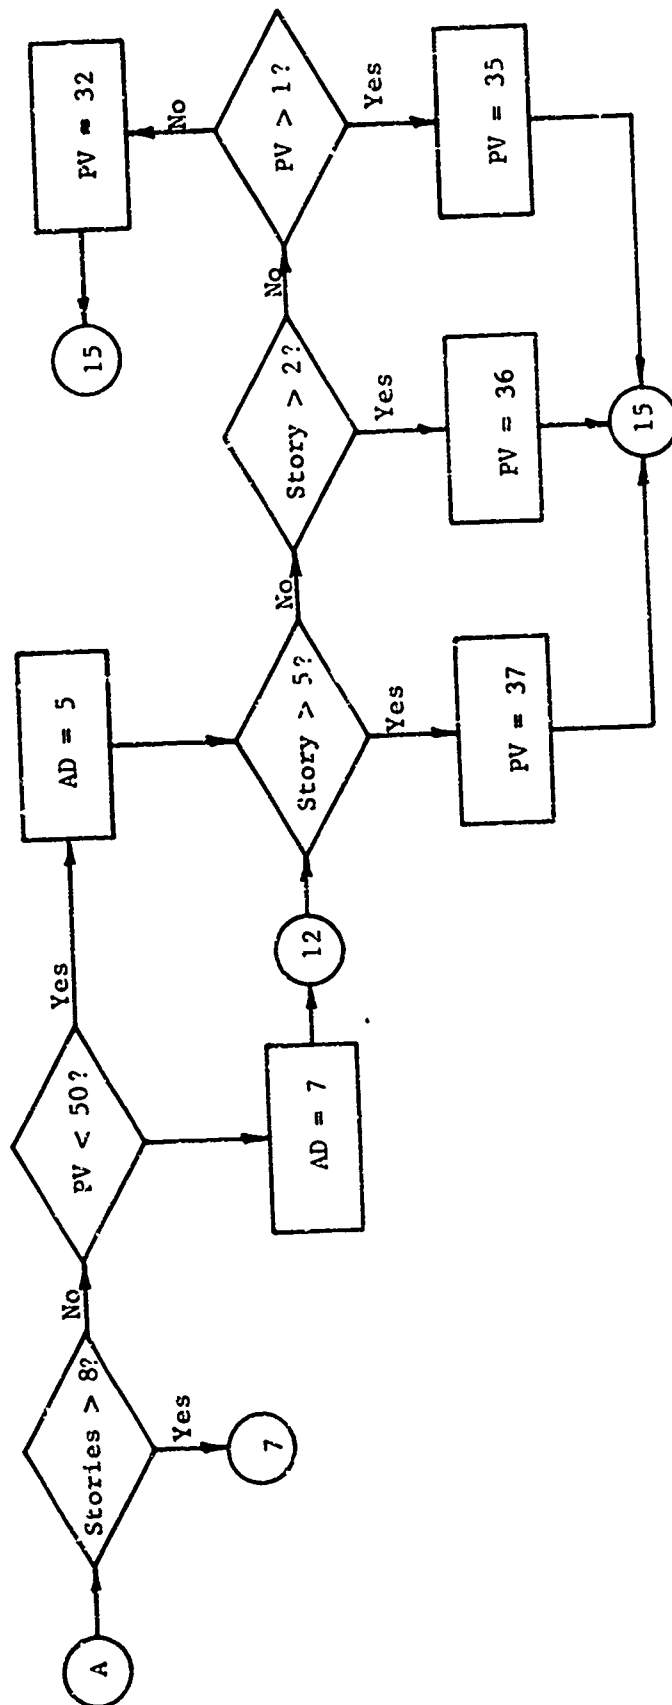 A
Stories > 8?
Yes
7
No
PV < 50?
Yes
AD = 5
AD = 7
12
Story > 5?
Yes
PV = 37
No
Story > 2?
Yes
PV = 36
No
PV > 1?
Yes
PV = 35
No
PV = 32
15
15